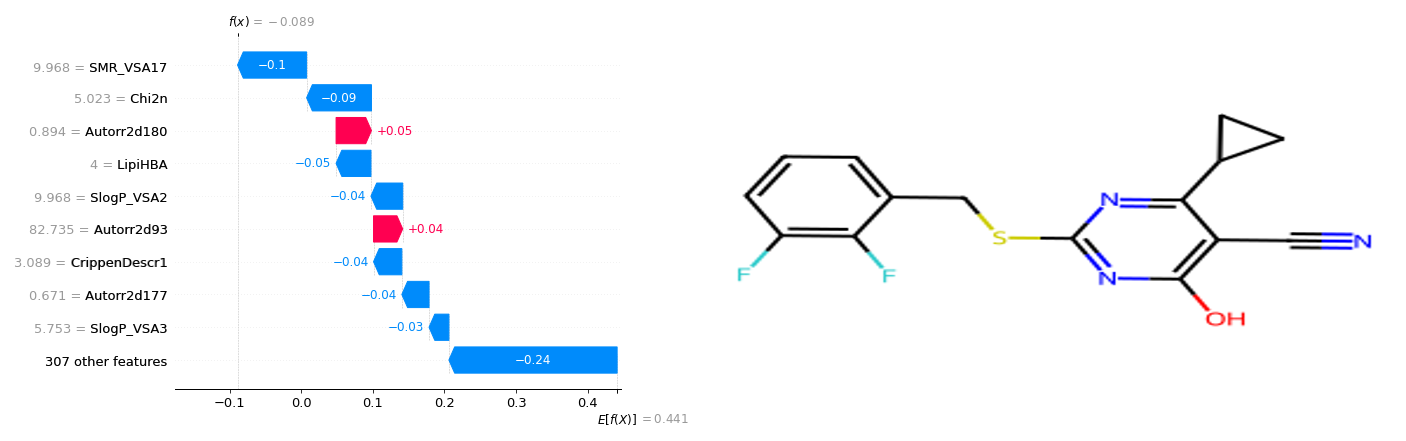 f(x) = −0.089
9.968 = SMR_VSA17
−0.1
5.023 = Chi2n
−0.09
0.894 = Autorr2d180
+0.05
4 = LipiHBA
−0.05
9.968 = SlogP_VSA2
−0.04
82.735 = Autorr2d93
+0.04
3.089 = CrippenDescr1
−0.04
0.671 = Autorr2d177
−0.04
5.753 = SlogP_VSA3
−0.03
307 other features
−0.24
−0.1 0.0 0.1 0.2 0.3 0.4
E[f(X)] = 0.441
N
S
N
N
F
F
OH